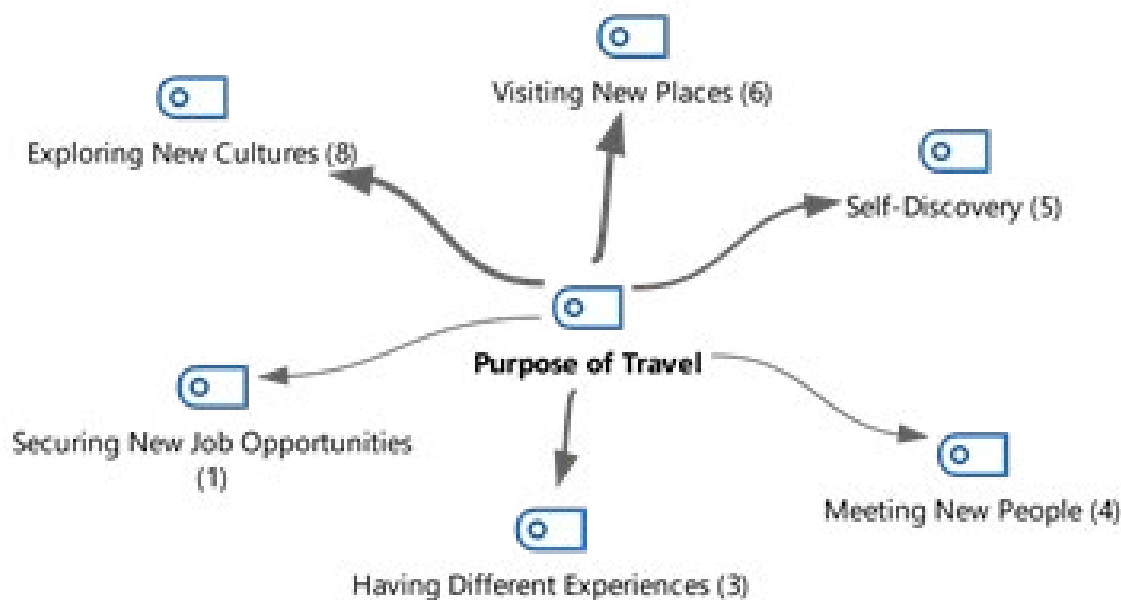 Visiting New Places (6)
Exploring New Cultures (8)
Self-Discovery (5)
Purpose of Travel
Securing New Job Opportunities
(1)
Meeting New People (4)
Having Different Experiences (3)